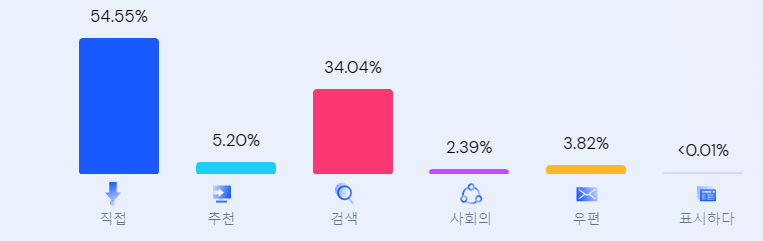 54.55%
5.20%
34.04%
2.39%
3.82%
<0.01%
직접
추천
검색
사회의
우편
표시하다